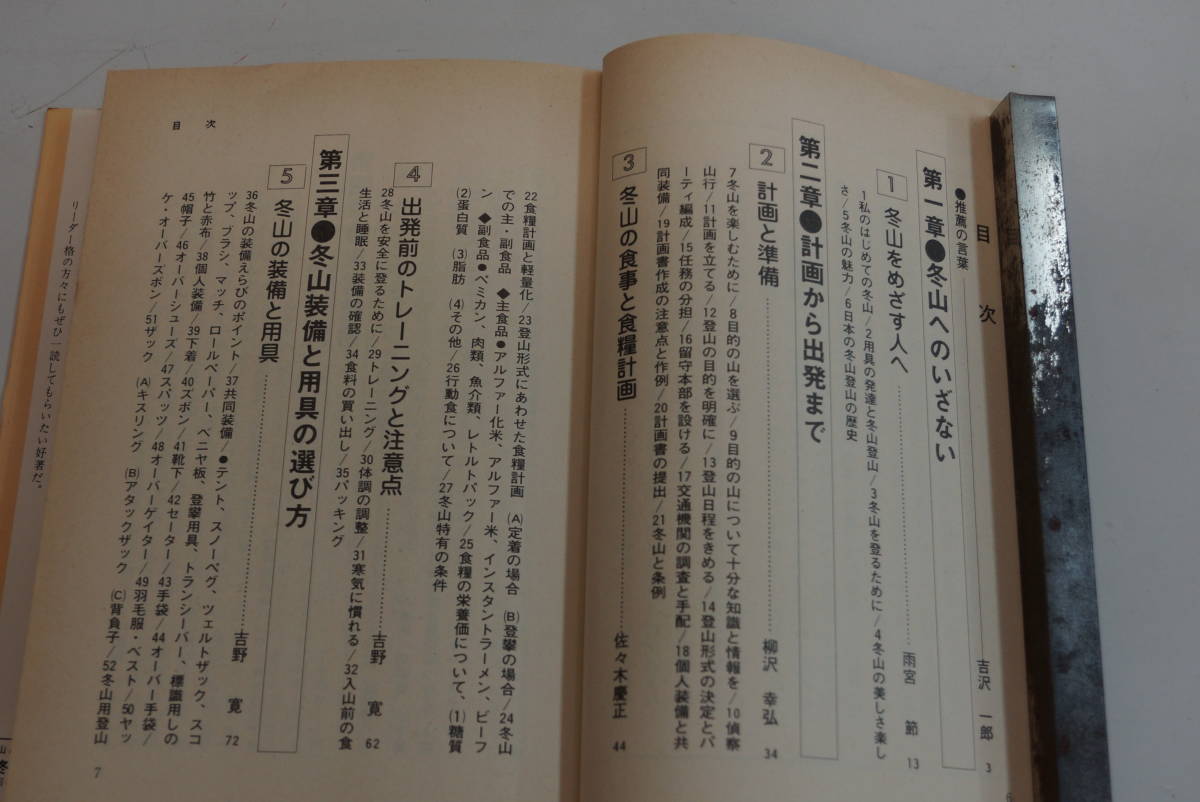 目次
●推薦の言葉 吉沢 一郎 3
第一章●冬山へのいざない
1 冬山をめざす人へ 雨宮 節 13
1私のはじめての冬山/2用具の発達と冬山登山/3冬山を登るために/4冬山の美しさ楽し
さ/5冬山の魅力/6日本の冬山登山の歴史
第二章●計画から出発まで
2 計画と準備 柳沢 幸弘 34
7冬山を楽しむために/8目的の山を選ぶ/9目的の山について十分な知識と情報を/10偵察
山行/11計画を立てる/12登山の目的を明確に/13登山日程をきめる/14登山形式の決定とパ
ーティ編成/15任務の分担/16留守本部を設ける/17交通機関の調査と手配/18個人装備と共
同装備/19計画書作成の注意点と作例/20計画書の提出/21冬山と条例
3 冬山の食事と食糧計画 佐々木慶正 44
22食糧計画と軽量化/23登山形式にあわせた食糧計画 (A)定着の場合 (B)登攀の場合/24冬山
での主・副食品 ◆主食品●アルファー化米、アルファー米、インスタントラーメン、ビーフ
ン ◆副食品●ペミカン、肉類、魚介類、レトルトパック/25食糧の栄養価について、(1)糖質
(2)蛋白質 (3)脂肪 (4)その他/26行動食について/27冬山特有の条件
4 出発前のトレーニングと注意点 吉野 寛 62
28冬山を安全に登るために/29トレーニング/30体調の調整/31寒気に慣れる/32入山前の食
生活と睡眠/33装備の確認/34食料の買い出し/35パッキング
第三章●冬山装備と用具の選び方
5 冬山の装備と用具 吉野 寛 72
36冬山の装備えらびのポイント/37共同装備/●テント、スノーペグ、ツェルトザック、スコ
ップ、ブラシ、マッチ、ロールペーパー、ベニヤ板、登攀用具、トランシーバー、標識用しの
竹と赤布/38個人装備/39下着/40ズボン/41靴下/42セーター/43手袋/44オーバー手袋/
45帽子/46オーバーシューズ/47スパッツ/48オーバーゲイター/49羽毛服・ベスト/50ヤッ
ケ・オーバーズボン/51ザック (A)キスリング (B)アタックザック (C)背負子/52冬山用登山
目次
7
リーダー格の方々にもぜひ一読してもらいたい好著だ。